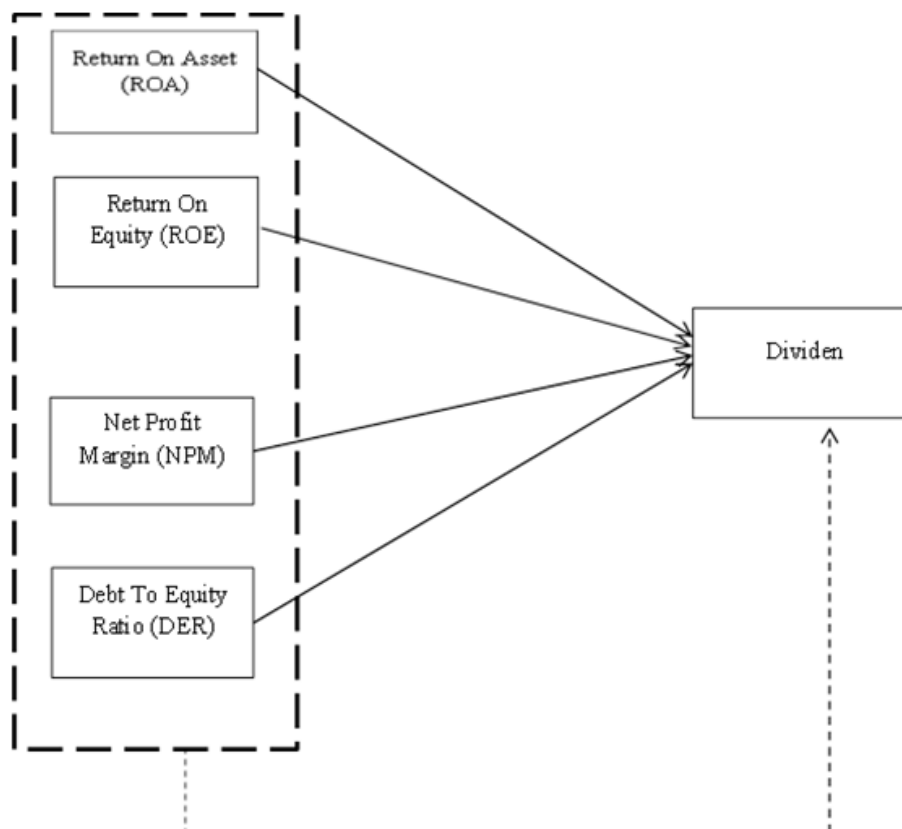 Return On Asset
(ROA)
Return On
Equity (ROE)
Net Profit
Margin (NPM)
Debt To Equity
Ratio (DER)
Dividen